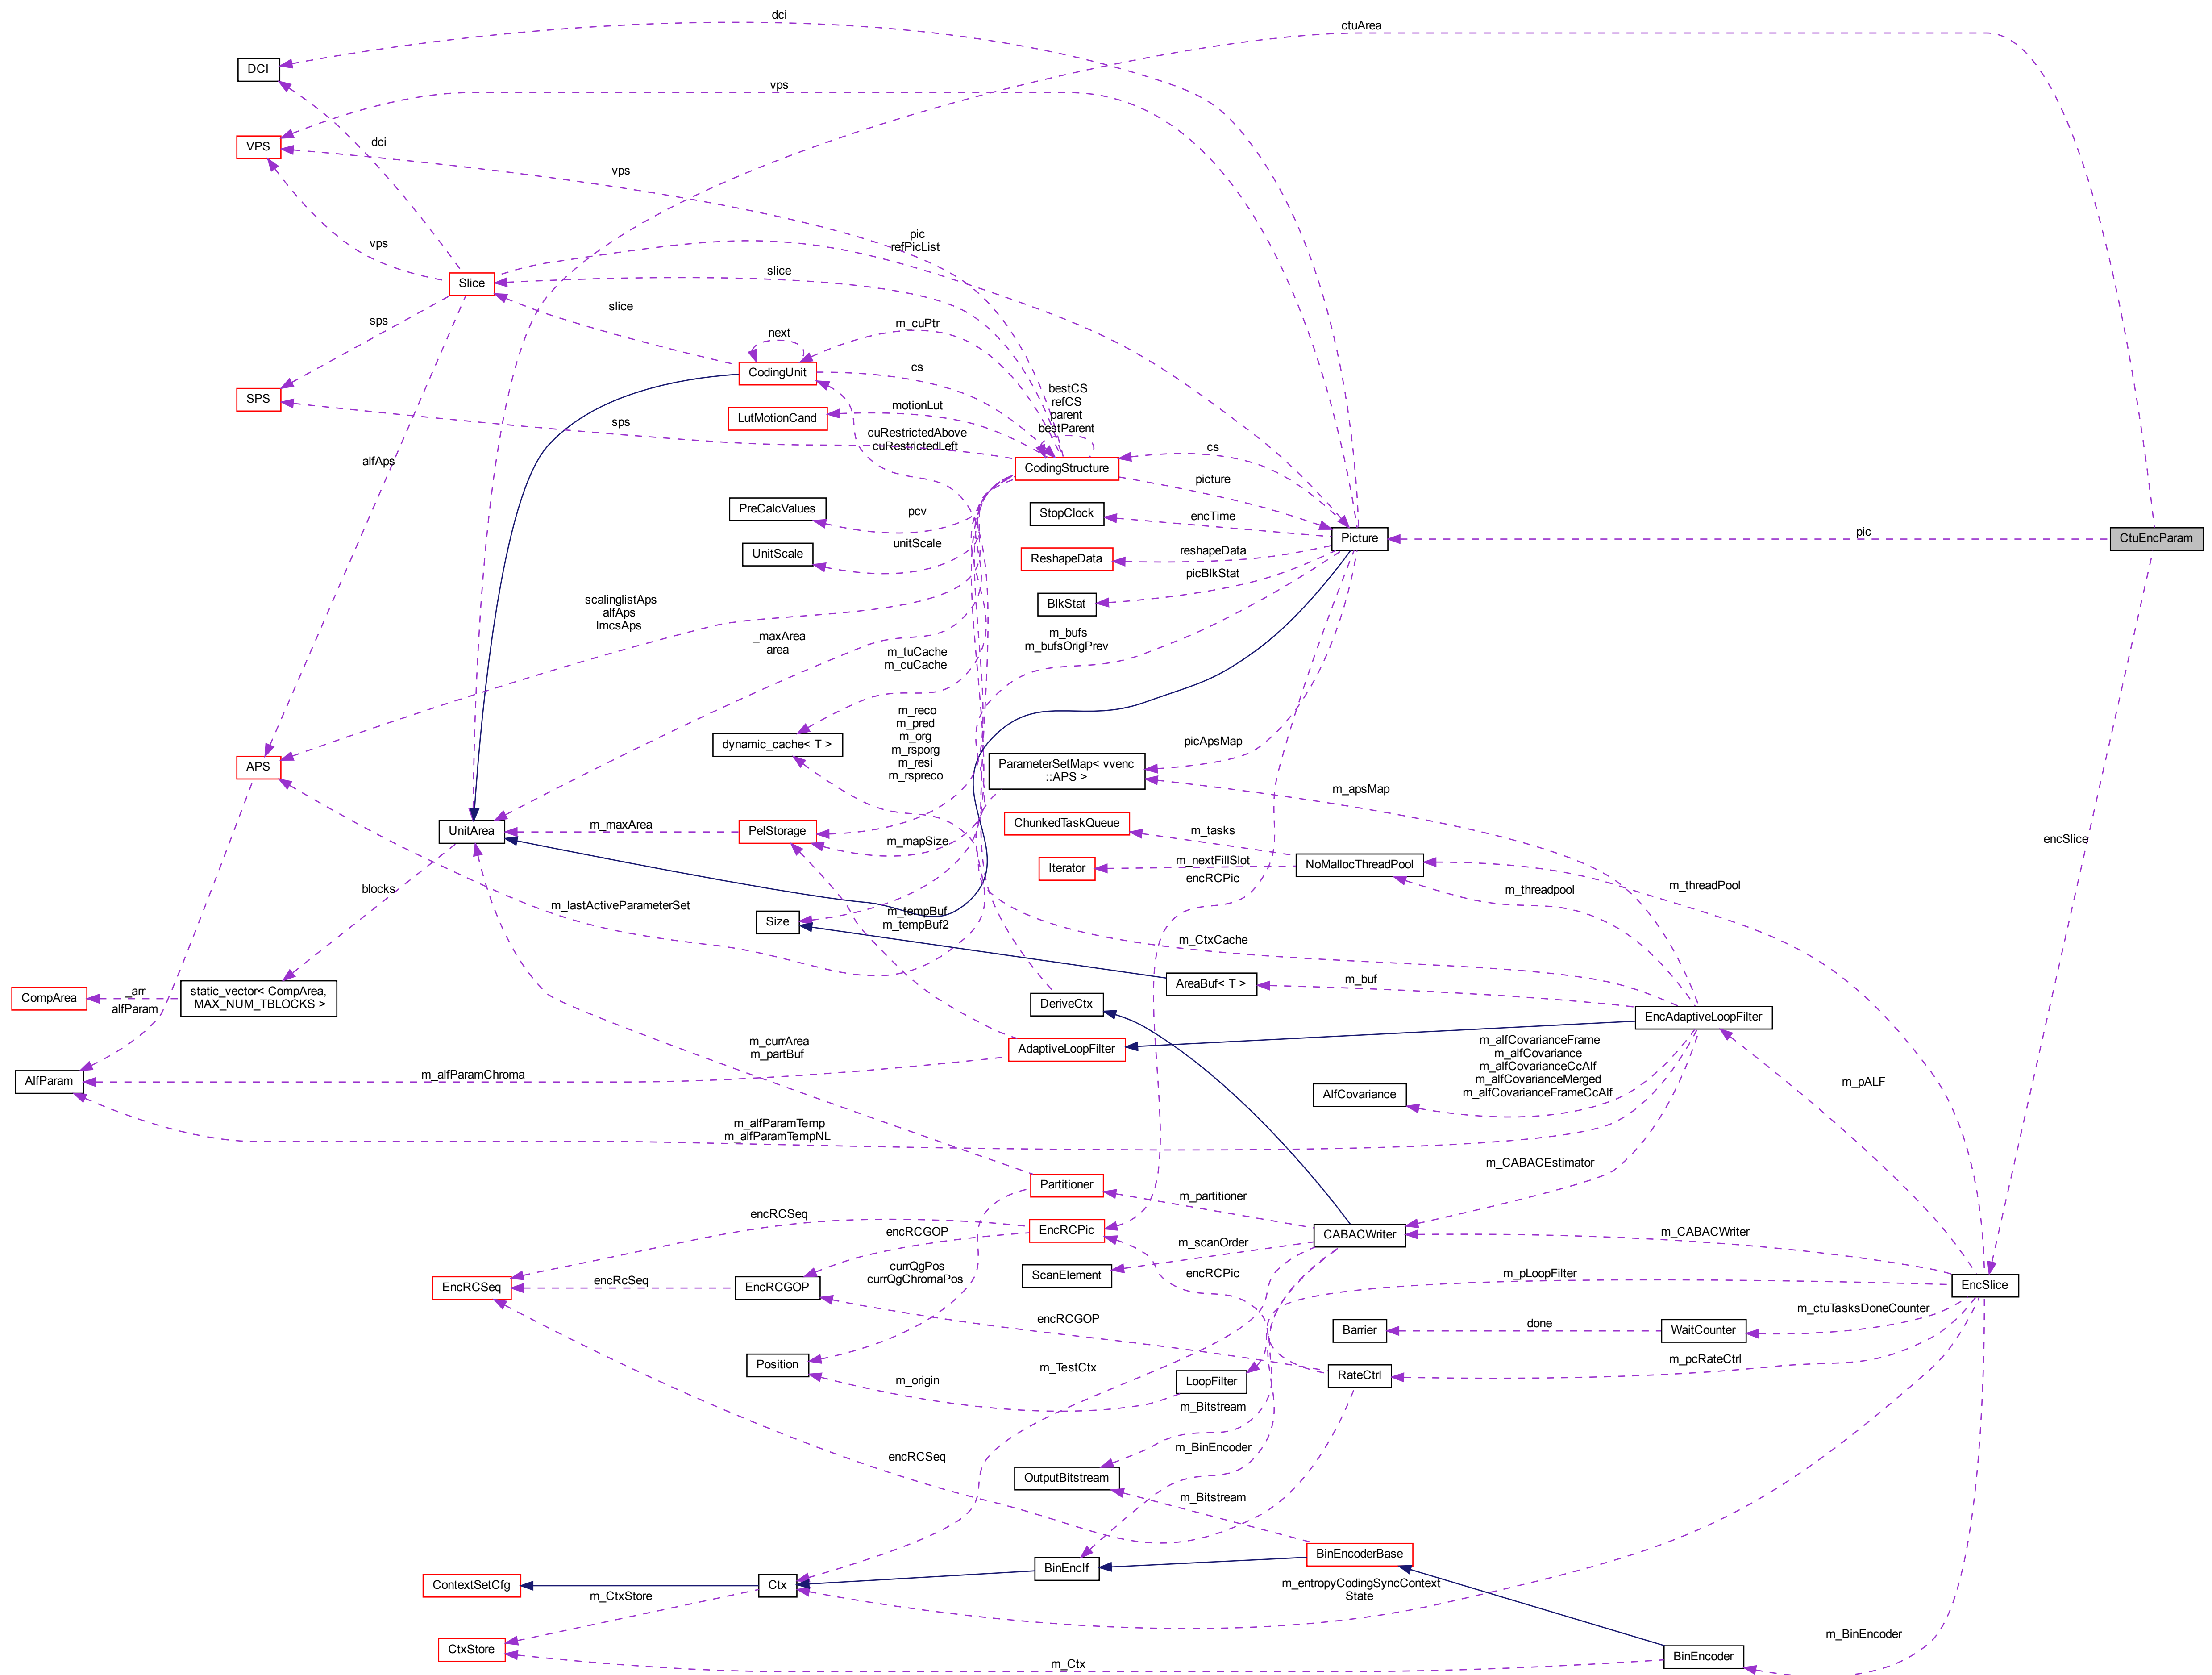 dci
ctuArea
DCI
vps
dci
VPS
vps
vps
pic
refPicList
slice
Slice
slice
sps
m_cuPtr
next
CodingUnit
cs
SPS
sps
LutMotionCand
motionLut
bestCS
refCS
parent
bestParent
cuRestrictedAbove
cuRestrictedLeft
CodingStructure
cs
picture
alfAps
PreCalcValues
pcv
StopClock
encTime
Picture
pic
CtuEncParam
UnitScale
unitScale
ReshapeData
reshapeData
picBlkStat
BlkStat
scalinglistAps
alfAps
lmcsAps
_maxArea
area
m_tuCache
m_cuCache
m_bufs
m_bufsOrigPrev
encSlice
m_reco
m_pred
m_org
m_rsporg
m_resi
m_rspreco
dynamic_cache< T >
picApsMap
APS
ParameterSetMap< vvenc
::APS >
m_apsMap
UnitArea
m_maxArea
PelStorage
m_mapSize
ChunkedTaskQueue
m_tasks
NoMallocThreadPool
Iterator
m_nextFillSlot
encRCPic
m_threadpool
m_threadPool
blocks
m_lastActiveParameterSet
Size
m_tempBuf
m_tempBuf2
m_CtxCache
CompArea
_arr
alfParam
static_vector< CompArea,
MAX_NUM_TBLOCKS >
AreaBuf< T >
m_buf
DeriveCtx
EncAdaptiveLoopFilter
AdaptiveLoopFilter
m_currArea
m_partBuf
m_alfCovarianceFrame
m_alfCovariance
m_alfCovarianceCcAlf
m_alfCovarianceMerged
m_alfCovarianceFrameCcAlf
AlfCovariance
AlfParam
m_alfParamChroma
m_pALF
m_alfParamTemp
m_alfParamTempNL
m_CABACEstimator
Partitioner
m_partitioner
encRCSeq
EncRCPic
encRCGOP
CABACWriter
m_CABACWriter
m_scanOrder
ScanElement
encRCPic
currQgPos
currQgChromaPos
m_pLoopFilter
EncRCSeq
encRcSeq
EncRCGOP
EncSlice
encRCGOP
m_ctuTasksDoneCounter
Barrier
done
WaitCounter
Position
m_TestCtx
m_pcRateCtrl
m_origin
LoopFilter
RateCtrl
m_Bitstream
encRCSeq
m_BinEncoder
OutputBitstream
m_Bitstream
BinEncoderBase
BinEncIf
ContextSetCfg
Ctx
m_CtxStore
m_entropyCodingSyncContext
State
m_BinEncoder
CtxStore
m_Ctx
BinEncoder